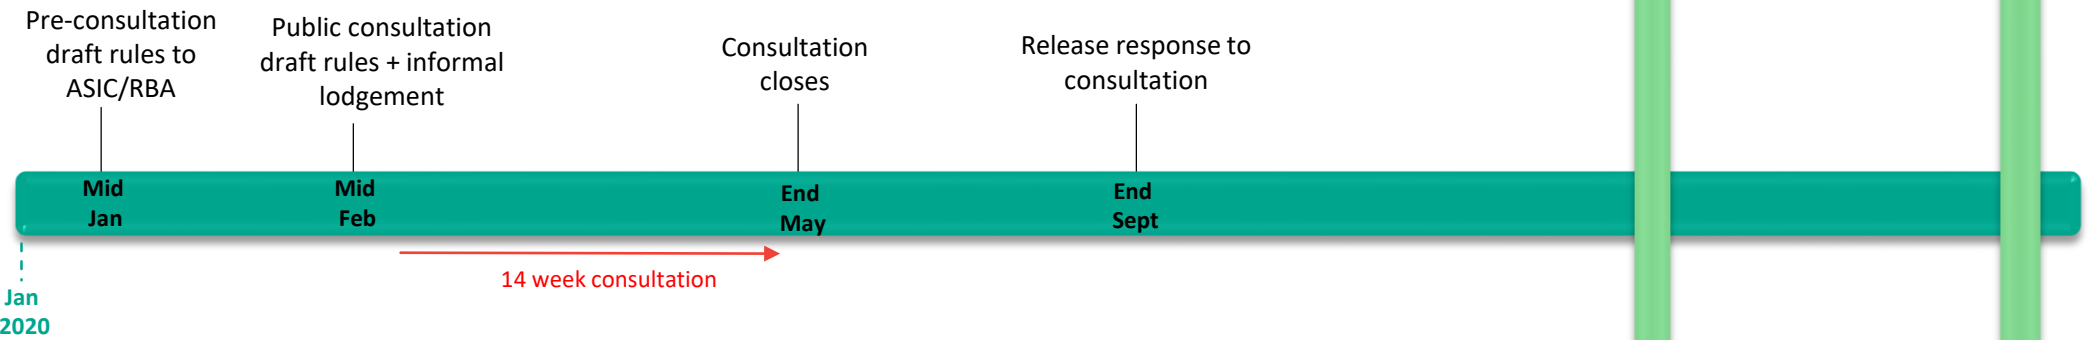 Pre-consultation
draft rules to
ASIC/RBA
Public consultation
draft rules + informal
lodgement
Consultation
closes
Release response to
consultation
Mid
Jan
Mid
Feb
End
May
End
Sept
14 week consultation
Jan
2020